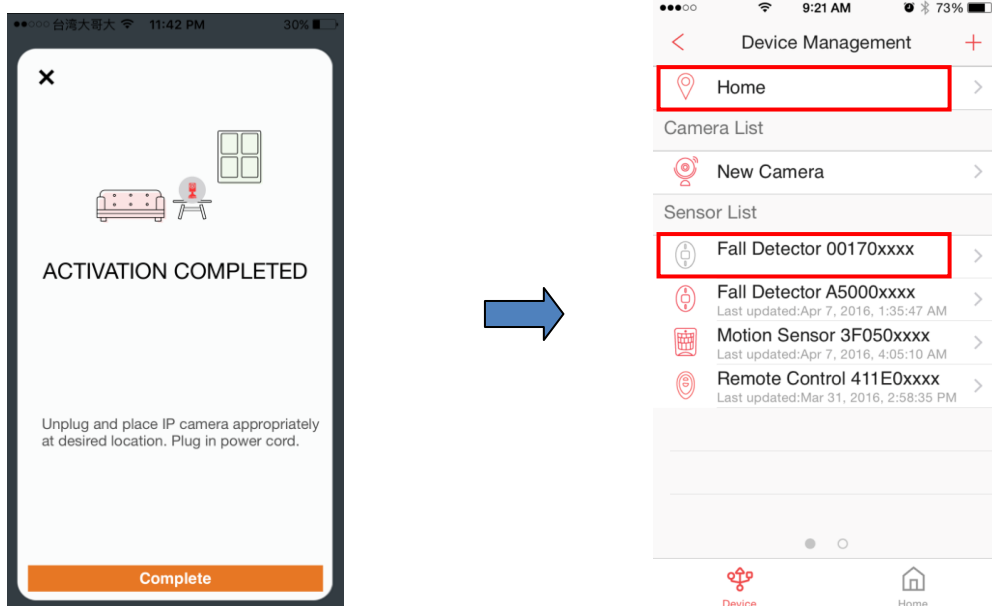 台湾大哥大 11:42 PM 30%
ACTIVATION COMPLETED
Unplug and place IP camera appropriately
at desired location. Plug in power cord.
Complete
9:21 AM 73%
Device Management
Home
Camera List
New Camera
Sensor List
Fall Detector 00170xxxx
Fall Detector A5000xxxx
Last updated:Apr 7, 2016, 1:35:47 AM
Motion Sensor 3F050xxxx
Last updated:Apr 7, 2016, 4:05:10 AM
Remote Control 411E0xxxx
Last updated:Mar 31, 2016, 2:58:35 PM
Device Home